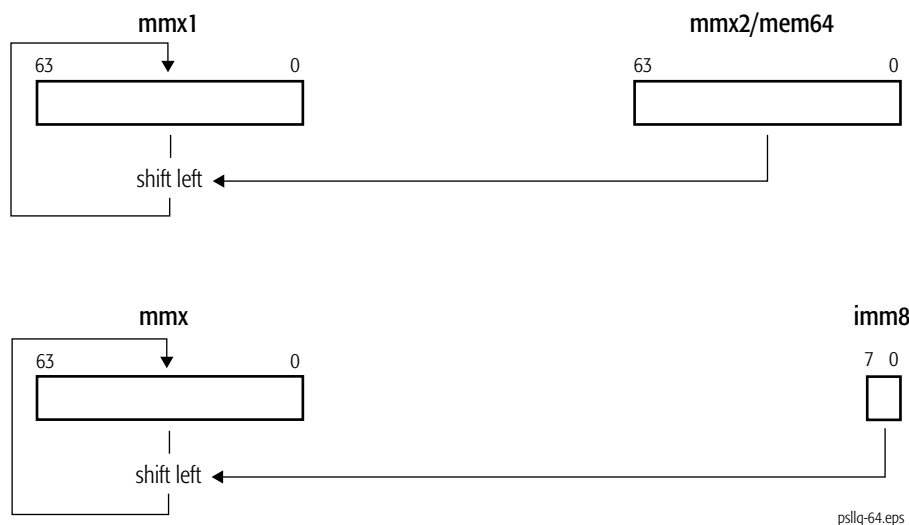 mmx1 mmx2/mem64
63 0 63 0
shift left
mmx imm8
63 0 7 0
shift left
psllq-64.eps